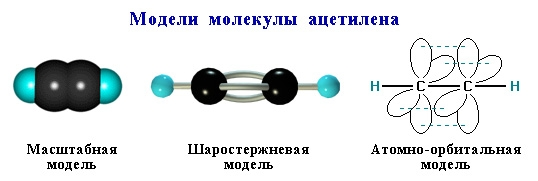 Модели молекулы ацетилена
H C C H
Масштабная
модель
Шаростержневая
модель
Атомно-орбитальная
модель